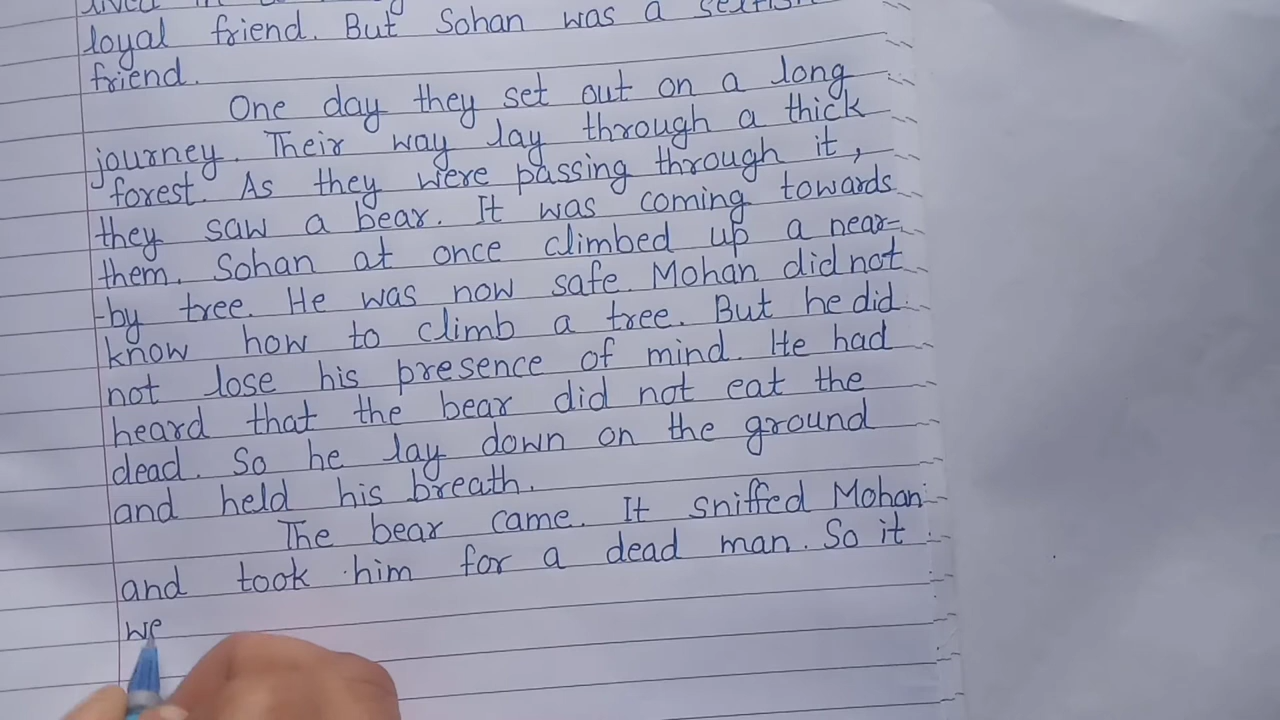 lived in a
loyal friend. But Sohan was a selfish
friend.
One day they set out on a long
journey. Their way lay through a thick
forest. As they were passing through it,
they saw a bear. It was coming towards
them. Sohan at once climbed up a near=
-by tree. He was now safe. Mohan did not
know how to climb a tree. But he did
not lose his presence of mind. He had
heard that the bear did not eat the
dead. So he lay down on the ground
and held his breath.
The bear came. It sniffed Mohan
and took him for a dead man. So it
we